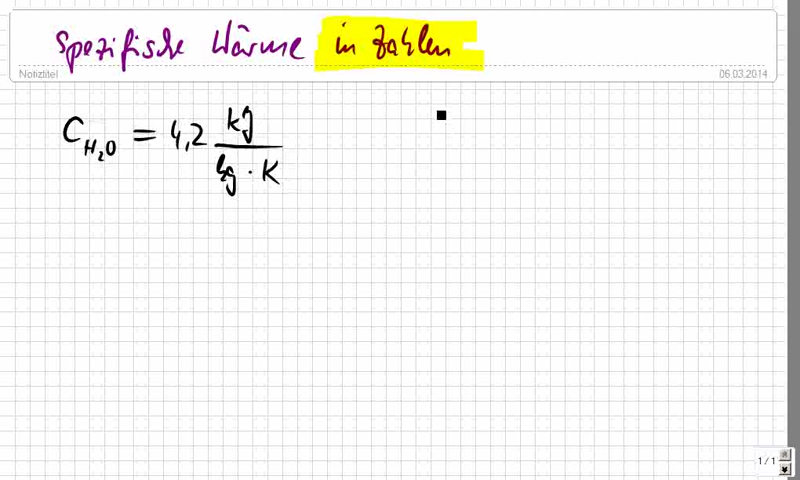 Spezifische Wärme in Zahlen
Notiztitel
06.03.2014
C_H₂O = 4,2 kJ / kg · K
1 / 1